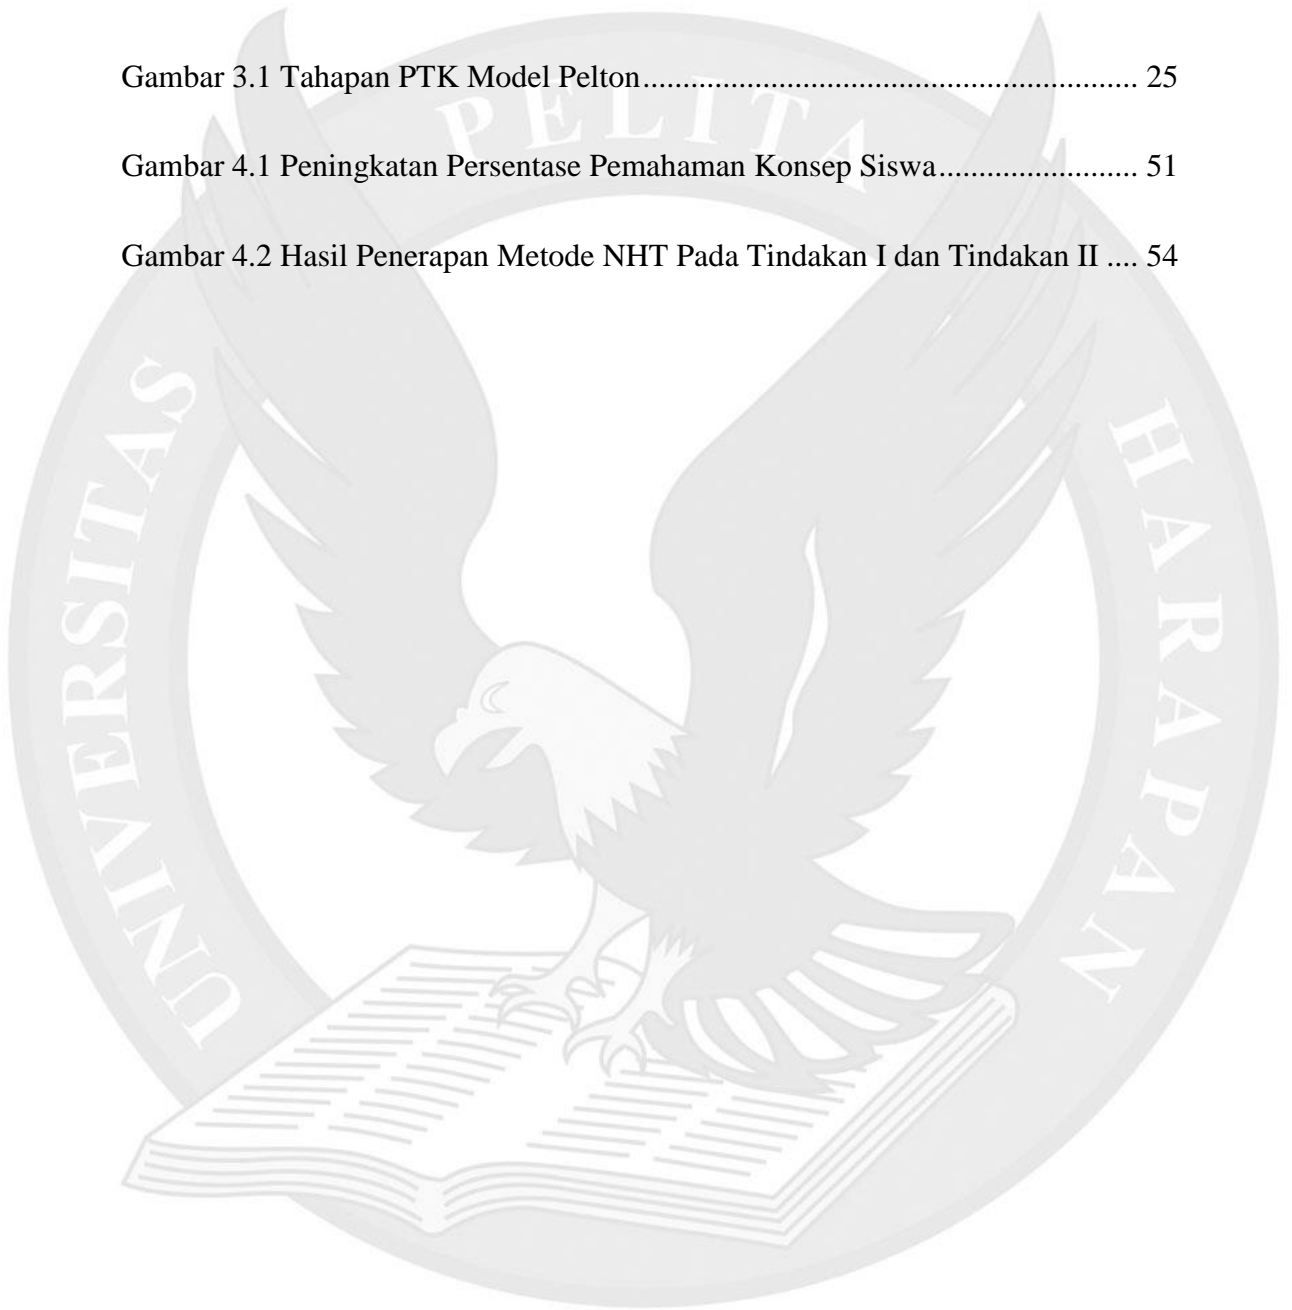 Gambar 3.1 Tahapan PTK Model Pelton....................................................... 25
Gambar 4.1 Peningkatan Persentase Pemahaman Konsep Siswa...................... 51
Gambar 4.2 Hasil Penerapan Metode NHT Pada Tindakan I dan Tindakan II .... 54
UNIVERSITAS PELITA HARAPAN